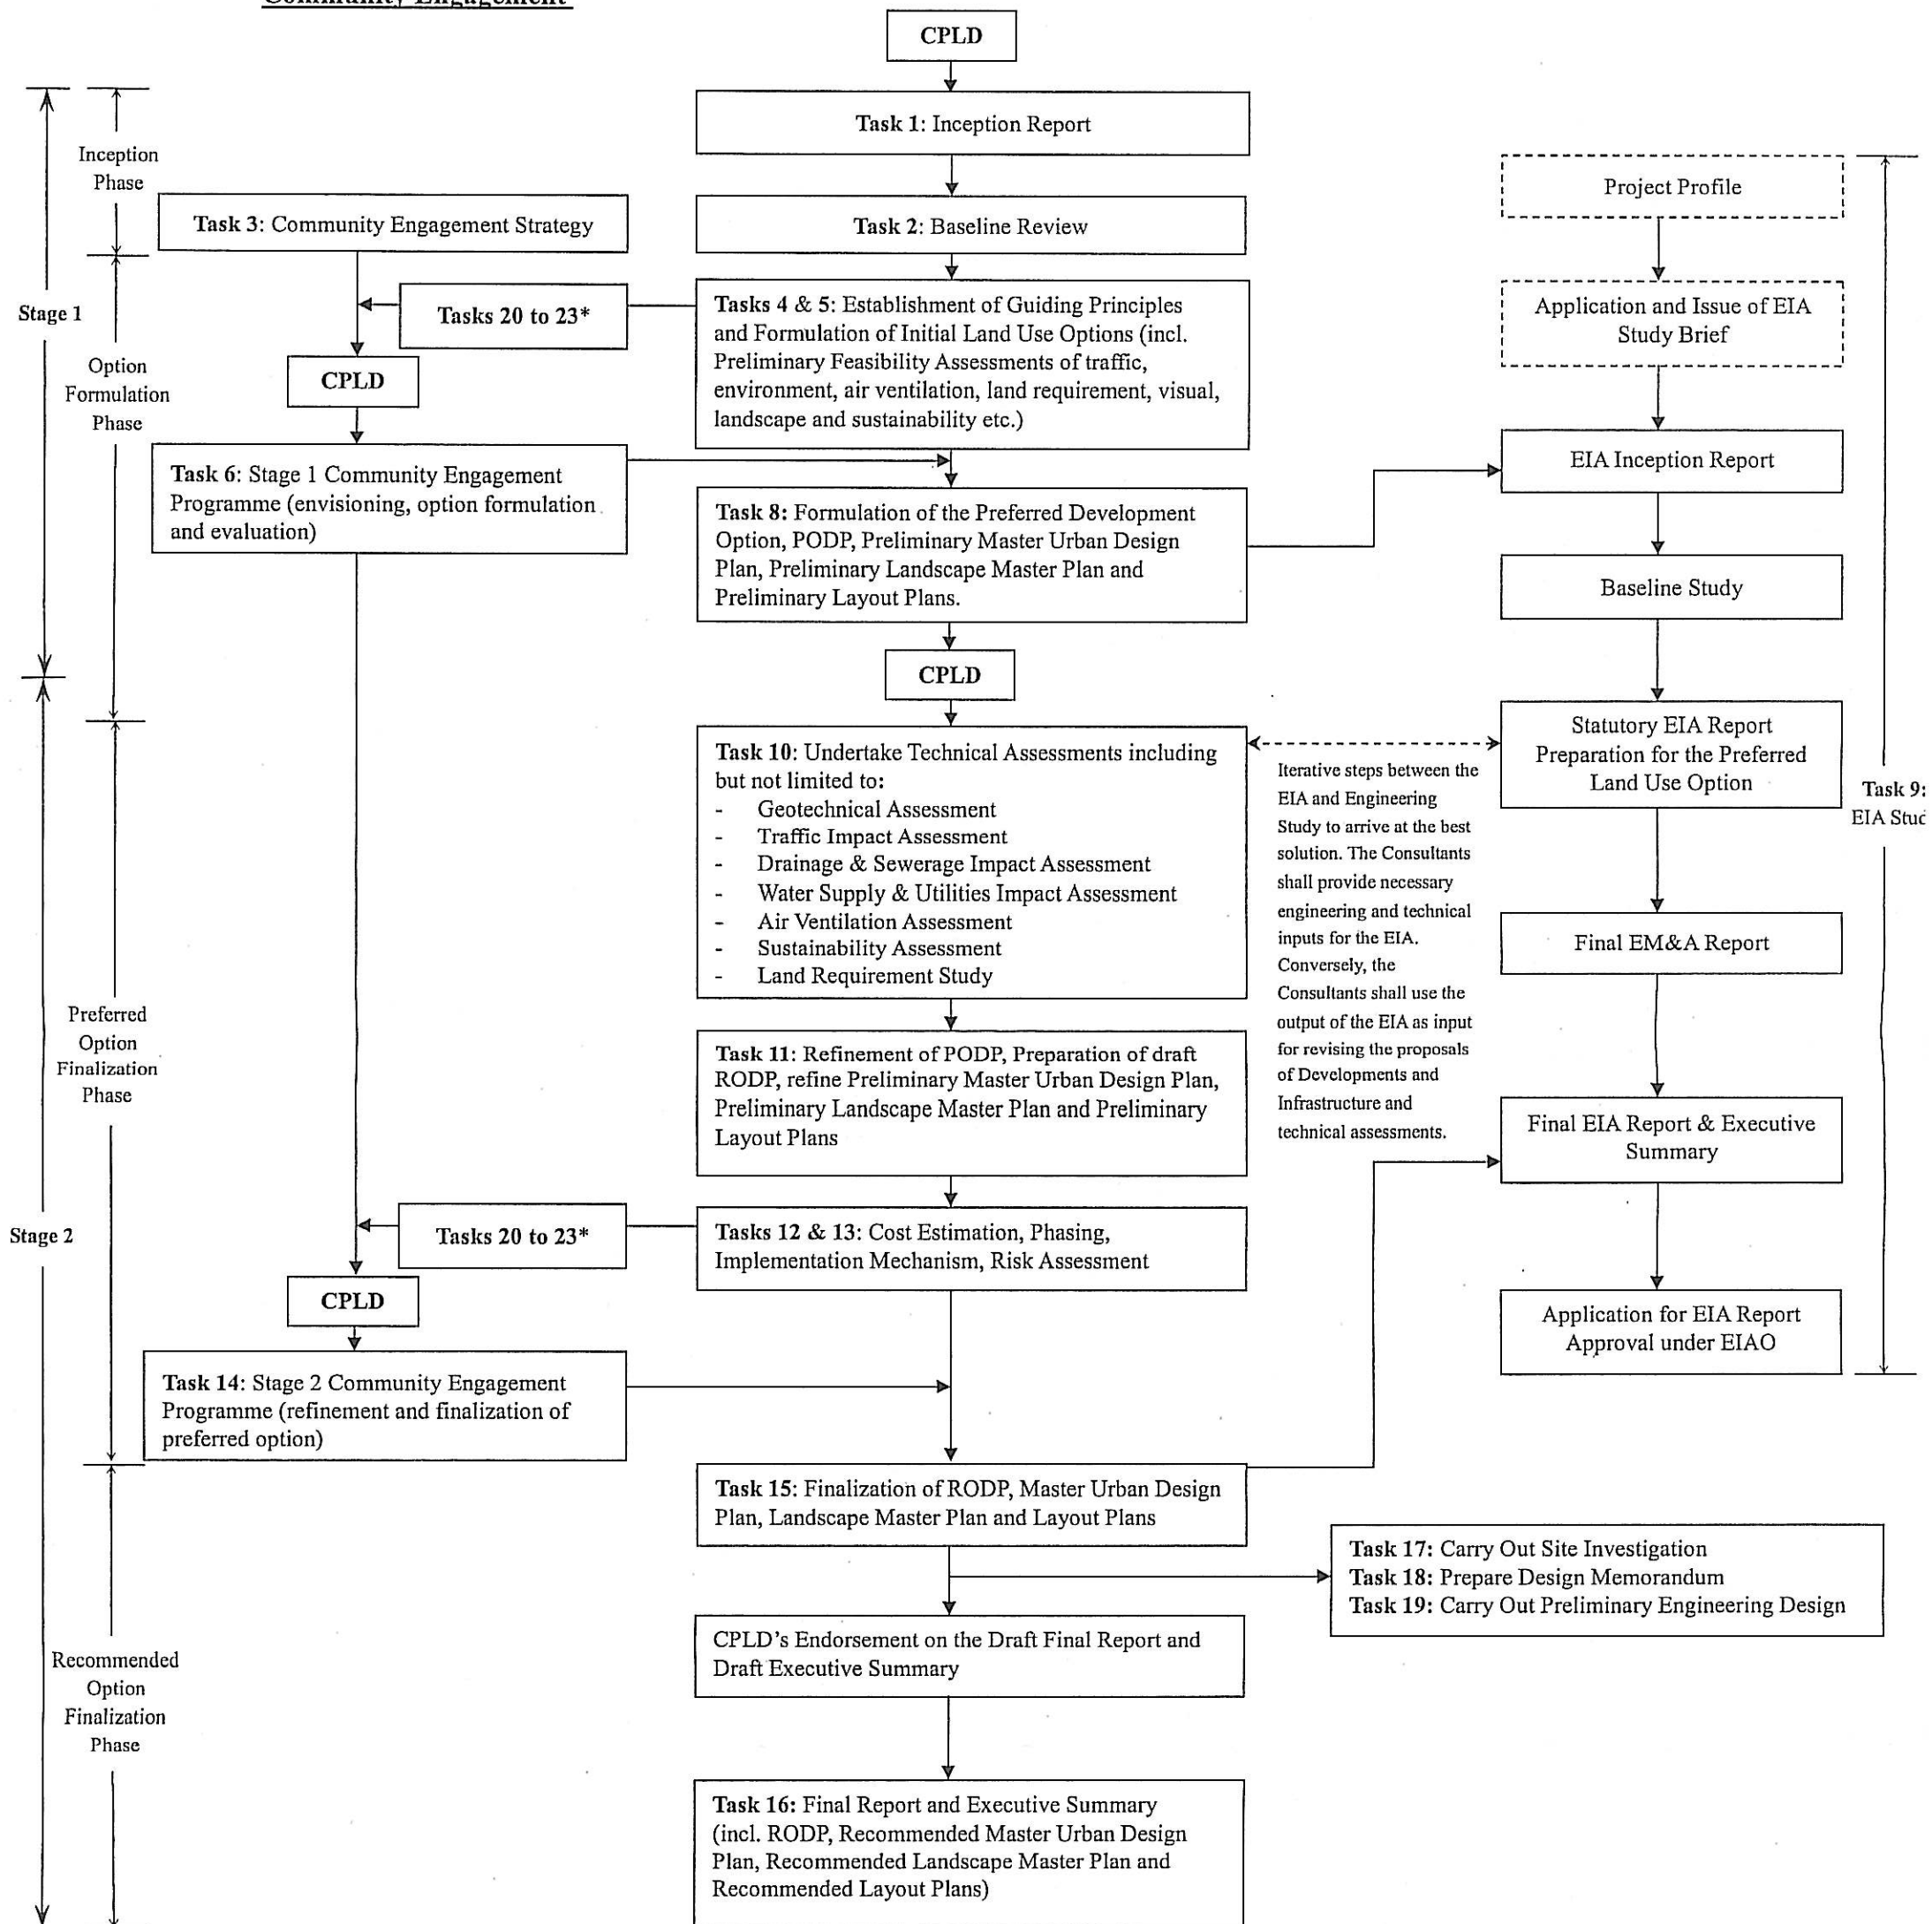 Community Engagement
CPLD
Task 1: Inception Report
Inception
Phase
Task 3: Community Engagement Strategy
Task 2: Baseline Review
Project Profile
Stage 1
Tasks 20 to 23*
Tasks 4 & 5: Establishment of Guiding Principles
and Formulation of Initial Land Use Options (incl.
Preliminary Feasibility Assessments of traffic,
environment, air ventilation, land requirement, visual,
landscape and sustainability etc.)
Application and Issue of EIA
Study Brief
Option
Formulation
Phase
CPLD
Task 6: Stage 1 Community Engagement
Programme (envisioning, option formulation
and evaluation)
EIA Inception Report
Task 8: Formulation of the Preferred Development
Option, PODP, Preliminary Master Urban Design
Plan, Preliminary Landscape Master Plan and
Preliminary Layout Plans.
Baseline Study
CPLD
Task 10: Undertake Technical Assessments including
but not limited to:
- Geotechnical Assessment
- Traffic Impact Assessment
- Drainage & Sewerage Impact Assessment
- Water Supply & Utilities Impact Assessment
- Air Ventilation Assessment
- Sustainability Assessment
- Land Requirement Study
Iterative steps between the
EIA and Engineering
Study to arrive at the best
solution. The Consultants
shall provide necessary
engineering and technical
inputs for the EIA.
Conversely, the
Consultants shall use the
output of the EIA as input
for revising the proposals
of Developments and
Infrastructure and
technical assessments.
Statutory EIA Report
Preparation for the Preferred
Land Use Option
Task 9:
EIA Stud
Final EM&A Report
Preferred
Option
Finalization
Phase
Task 11: Refinement of PODP, Preparation of draft
RODP, refine Preliminary Master Urban Design Plan,
Preliminary Landscape Master Plan and Preliminary
Layout Plans
Final EIA Report & Executive
Summary
Stage 2
Tasks 20 to 23*
Tasks 12 & 13: Cost Estimation, Phasing,
Implementation Mechanism, Risk Assessment
CPLD
Application for EIA Report
Approval under EIAO
Task 14: Stage 2 Community Engagement
Programme (refinement and finalization of
preferred option)
Task 15: Finalization of RODP, Master Urban Design
Plan, Landscape Master Plan and Layout Plans
Task 17: Carry Out Site Investigation
Task 18: Prepare Design Memorandum
Task 19: Carry Out Preliminary Engineering Design
CPLD's Endorsement on the Draft Final Report and
Draft Executive Summary
Recommended
Option
Finalization
Phase
Task 16: Final Report and Executive Summary
(incl. RODP, Recommended Master Urban Design
Plan, Recommended Landscape Master Plan and
Recommended Layout Plans)